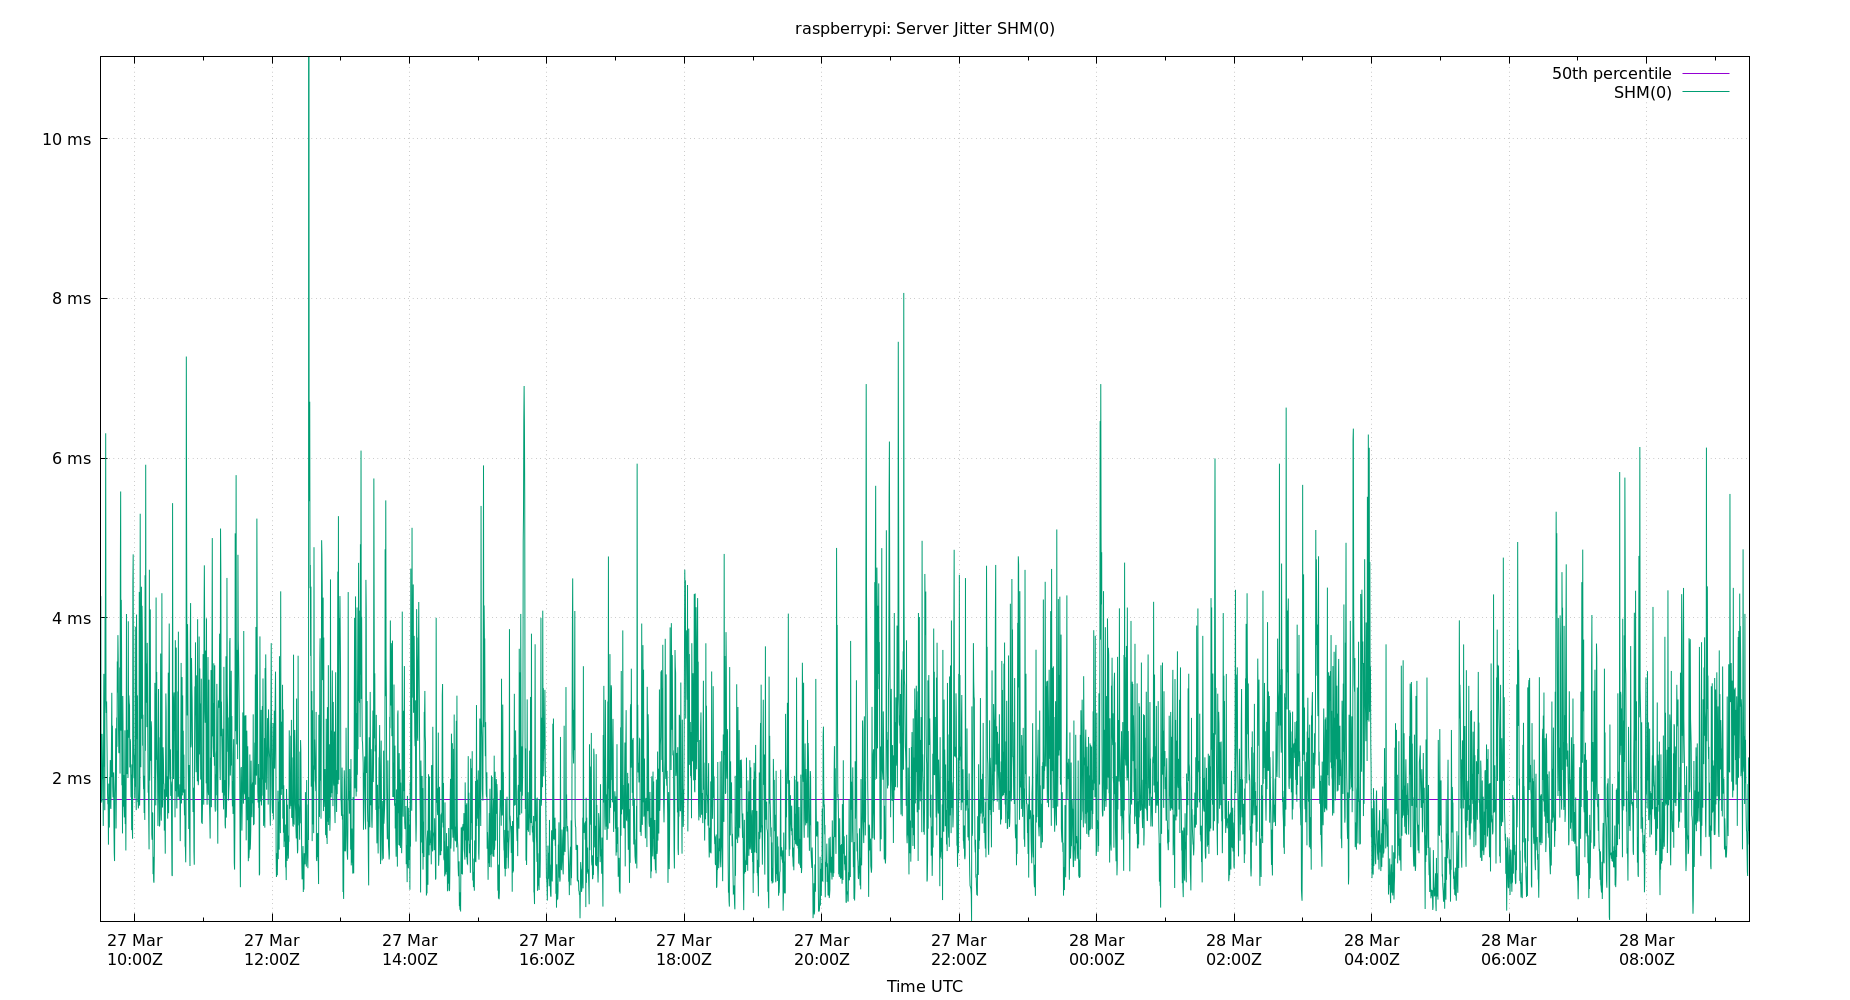 raspberrypi: Server Jitter SHM(0)
50th percentile
SHM(0)
10 ms
8 ms
6 ms
4 ms
2 ms
27 Mar 27 Mar 27 Mar 27 Mar 27 Mar 27 Mar 27 Mar 28 Mar 28 Mar 28 Mar 28 Mar 28 Mar
10:00Z 12:00Z 14:00Z 16:00Z 18:00Z 20:00Z 22:00Z 00:00Z 02:00Z 04:00Z 06:00Z 08:00Z
Time UTC